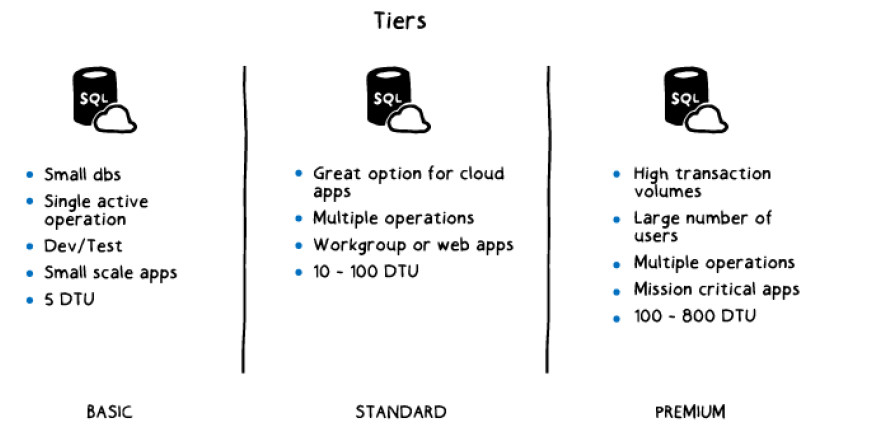 Tiers
SQL
Small dbs
Single active
operation
Dev/Test
Small scale apps
5 DTU
BASIC
SQL
Great option for cloud
apps
Multiple operations
Workgroup or web apps
10 - 100 DTU
STANDARD
SQL
High transaction
volumes
Large number of
users
Multiple operations
Mission critical apps
100 - 800 DTU
PREMIUM